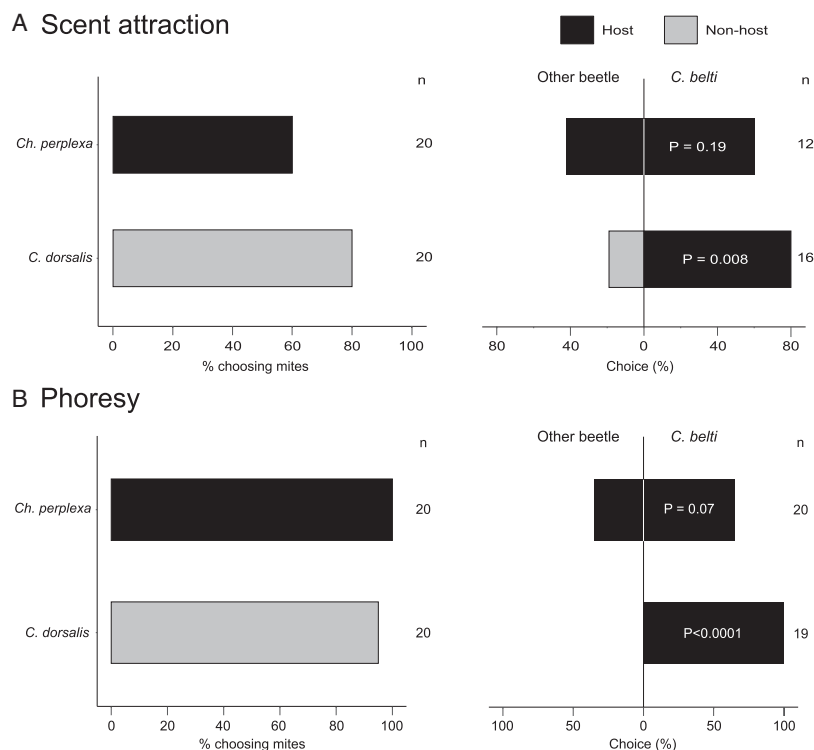 A Scent attraction
Host Non-host
n Other beetle C. belti n
Ch. perplexa 20 P = 0.19 12
C. dorsalis 20 P = 0.008 16
0 20 40 60 80 100 80 40 0 40 80
% choosing mites Choice (%)
B Phoresy
n Other beetle C. belti n
Ch. perplexa 20 P = 0.07 20
C. dorsalis 20 P<0.0001 19
0 20 40 60 80 100 100 50 0 50 100
% choosing mites Choice (%)